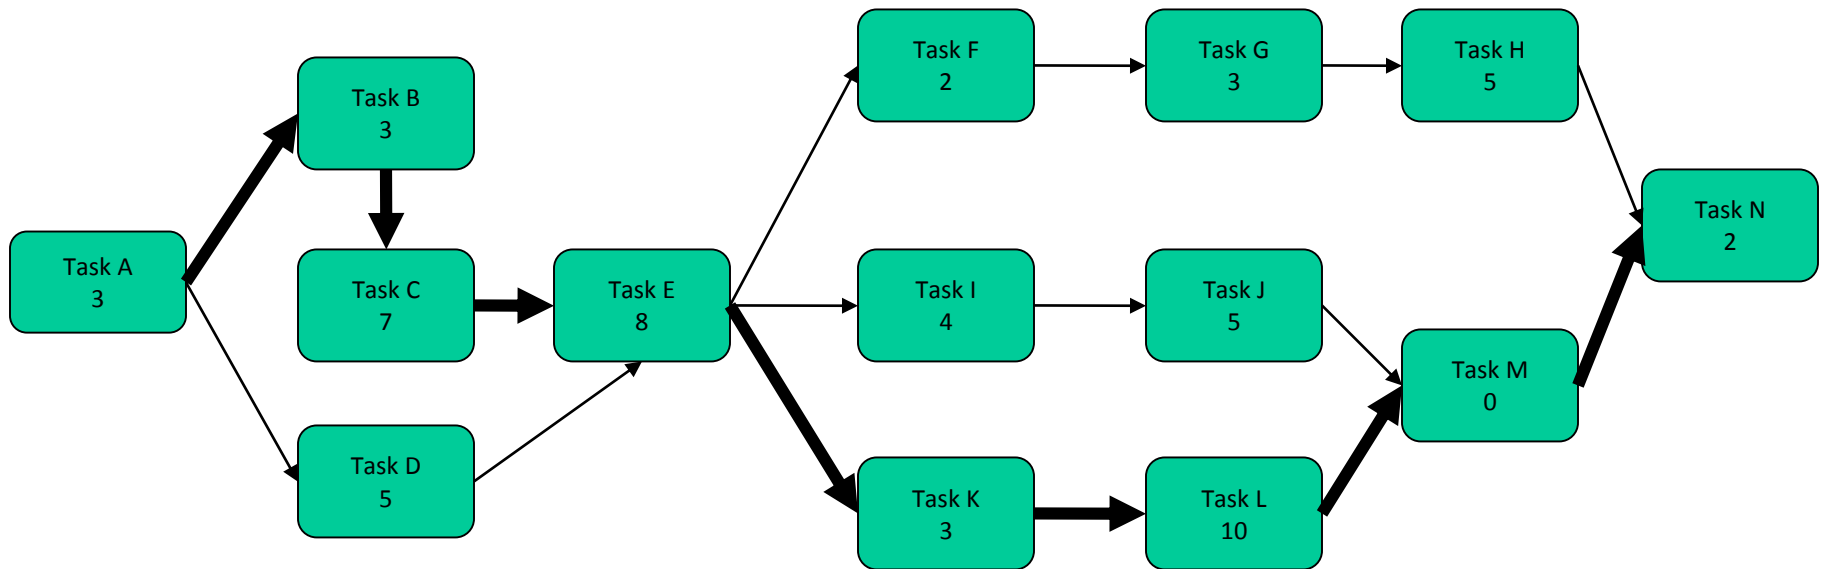 Task A
3
Task B
3
Task C
7
Task D
5
Task E
8
Task F
2
Task G
3
Task H
5
Task I
4
Task J
5
Task K
3
Task L
10
Task M
0
Task N
2